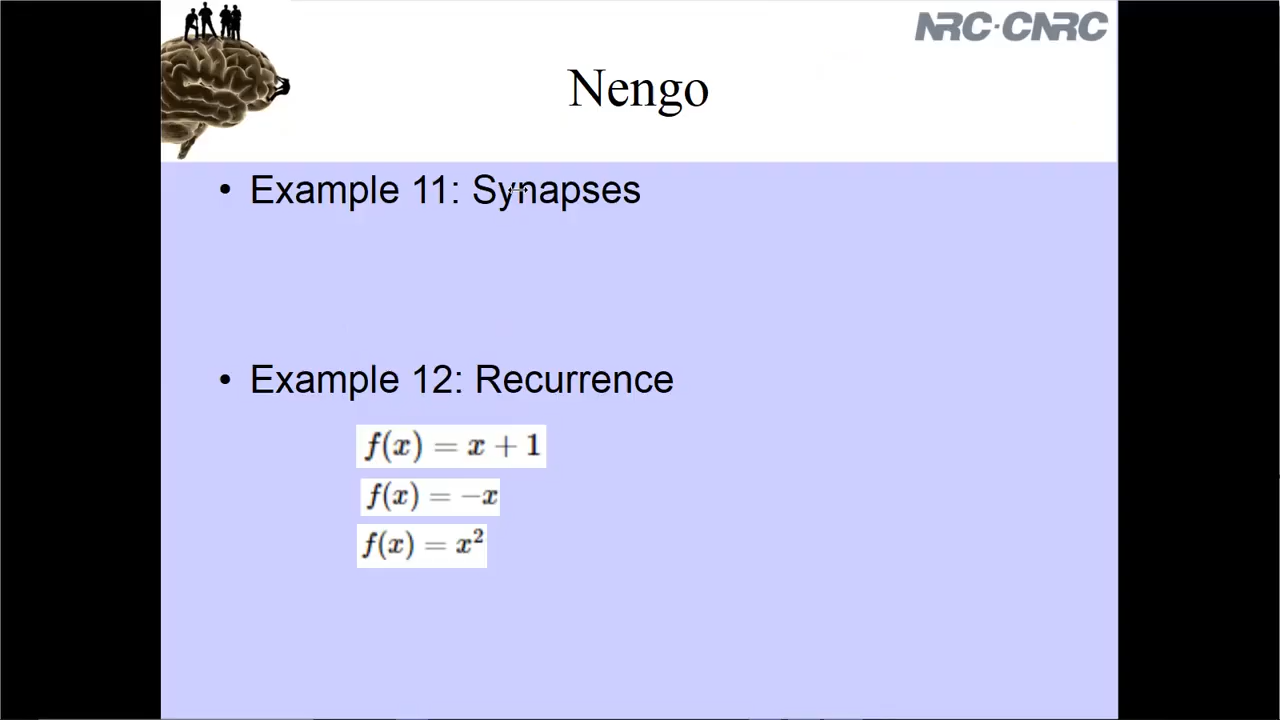 NRC·CNRC
Nengo
• Example 11: Synapses
• Example 12: Recurrence
f(x) = x + 1
f(x) = −x
f(x) = x²